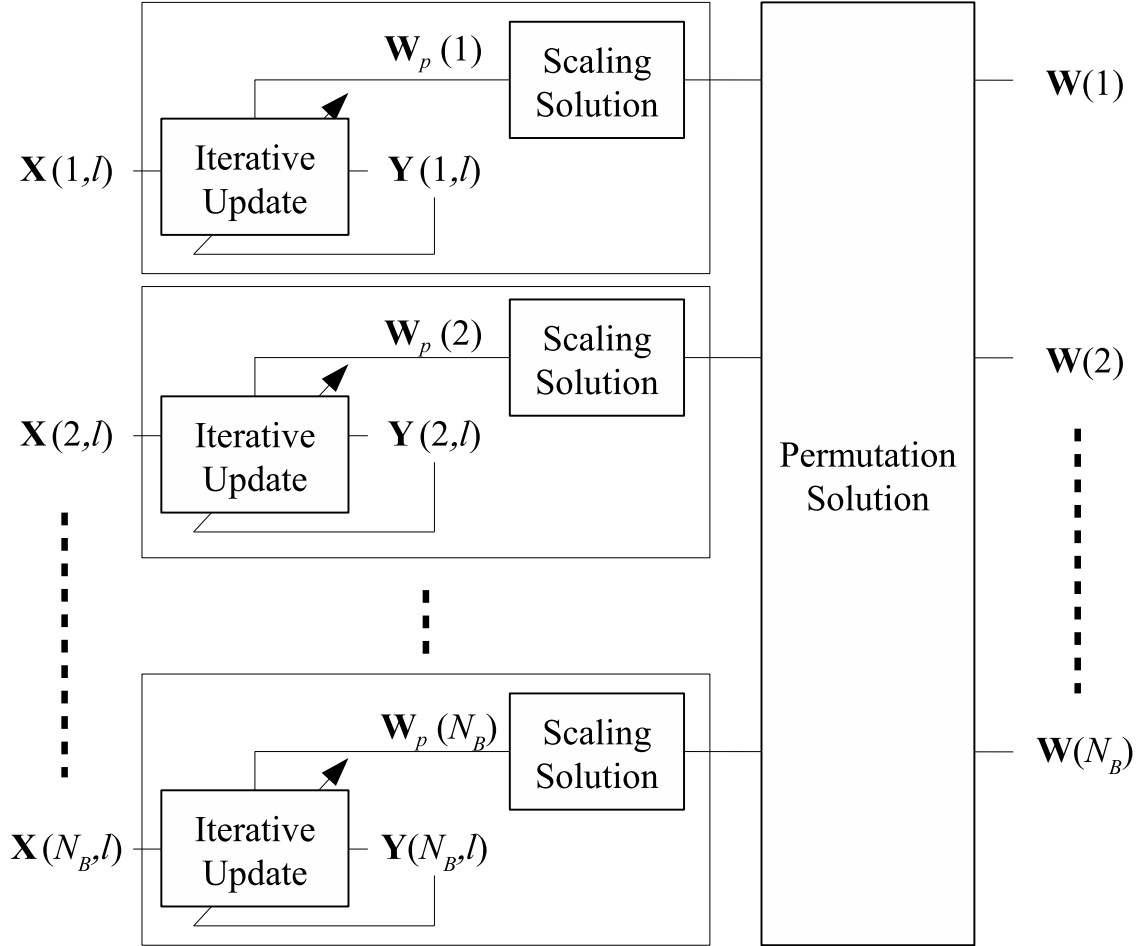 W_p (1)
Scaling
Solution
W(1)
X(1,l)
Iterative
Update
Y(1,l)
W_p (2)
Scaling
Solution
W(2)
X(2,l)
Iterative
Update
Y(2,l)
Permutation
Solution
W_p (N_B)
Scaling
Solution
W(N_B)
X(N_B,l)
Iterative
Update
Y(N_B,l)